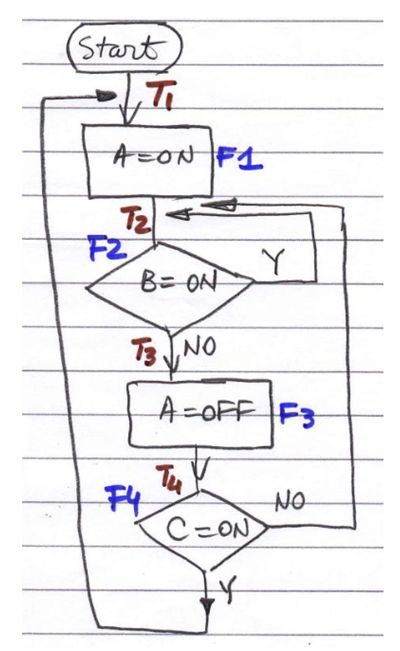 Start
T1
A=ON F1
T2
F2
B=ON Y
T3 NO
A=OFF F3
T4
F4 NO
C=ON
Y